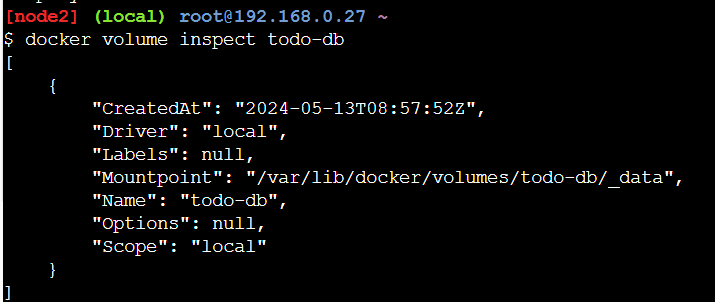 [node2] (local) root@192.168.0.27 ~
$ docker volume inspect todo-db
[
    {
        "CreatedAt": "2024-05-13T08:57:52Z",
        "Driver": "local",
        "Labels": null,
        "Mountpoint": "/var/lib/docker/volumes/todo-db/_data",
        "Name": "todo-db",
        "Options": null,
        "Scope": "local"
    }
]